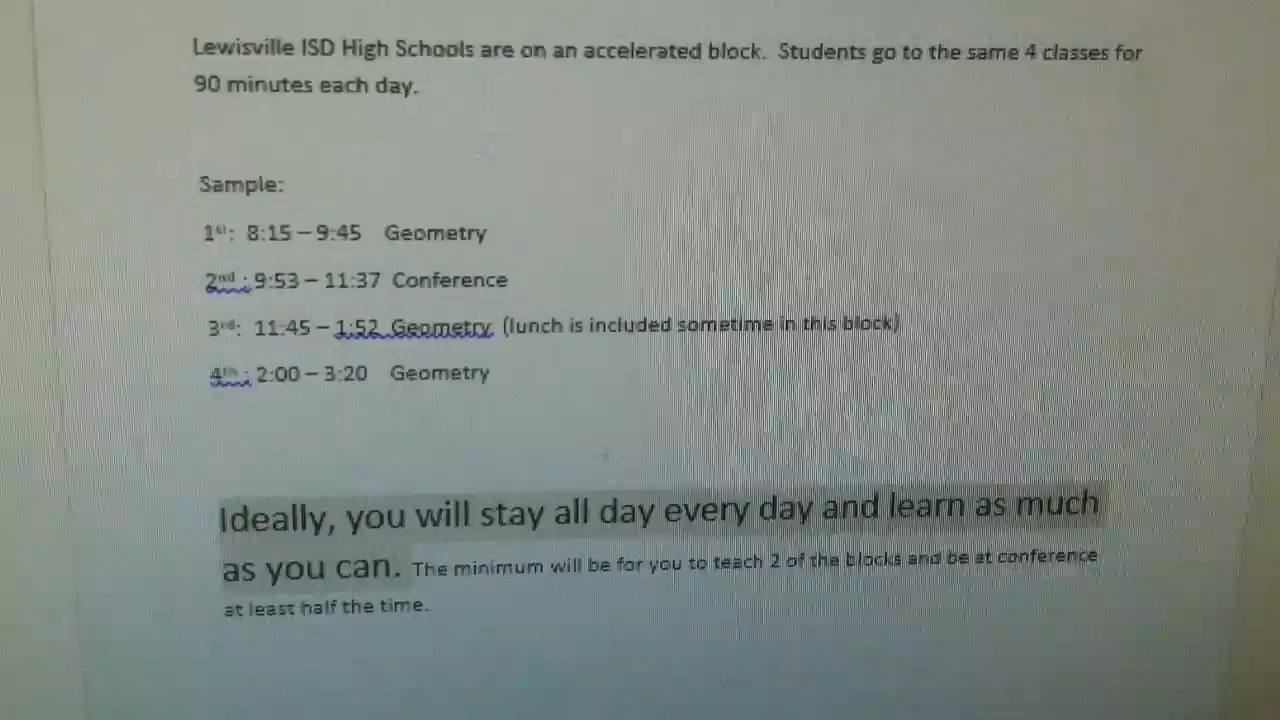 Lewisville ISD High Schools are on an accelerated block. Students go to the same 4 classes for
90 minutes each day.
Sample:
1st: 8:15 – 9:45 Geometry
2nd : 9:53 – 11:37 Conference
3rd: 11:45 – 1:52 Geometry (lunch is included sometime in this block)
4th : 2:00 – 3:20 Geometry
Ideally, you will stay all day every day and learn as much
as you can. The minimum will be for you to teach 2 of the blocks and be at conference
at least half the time.